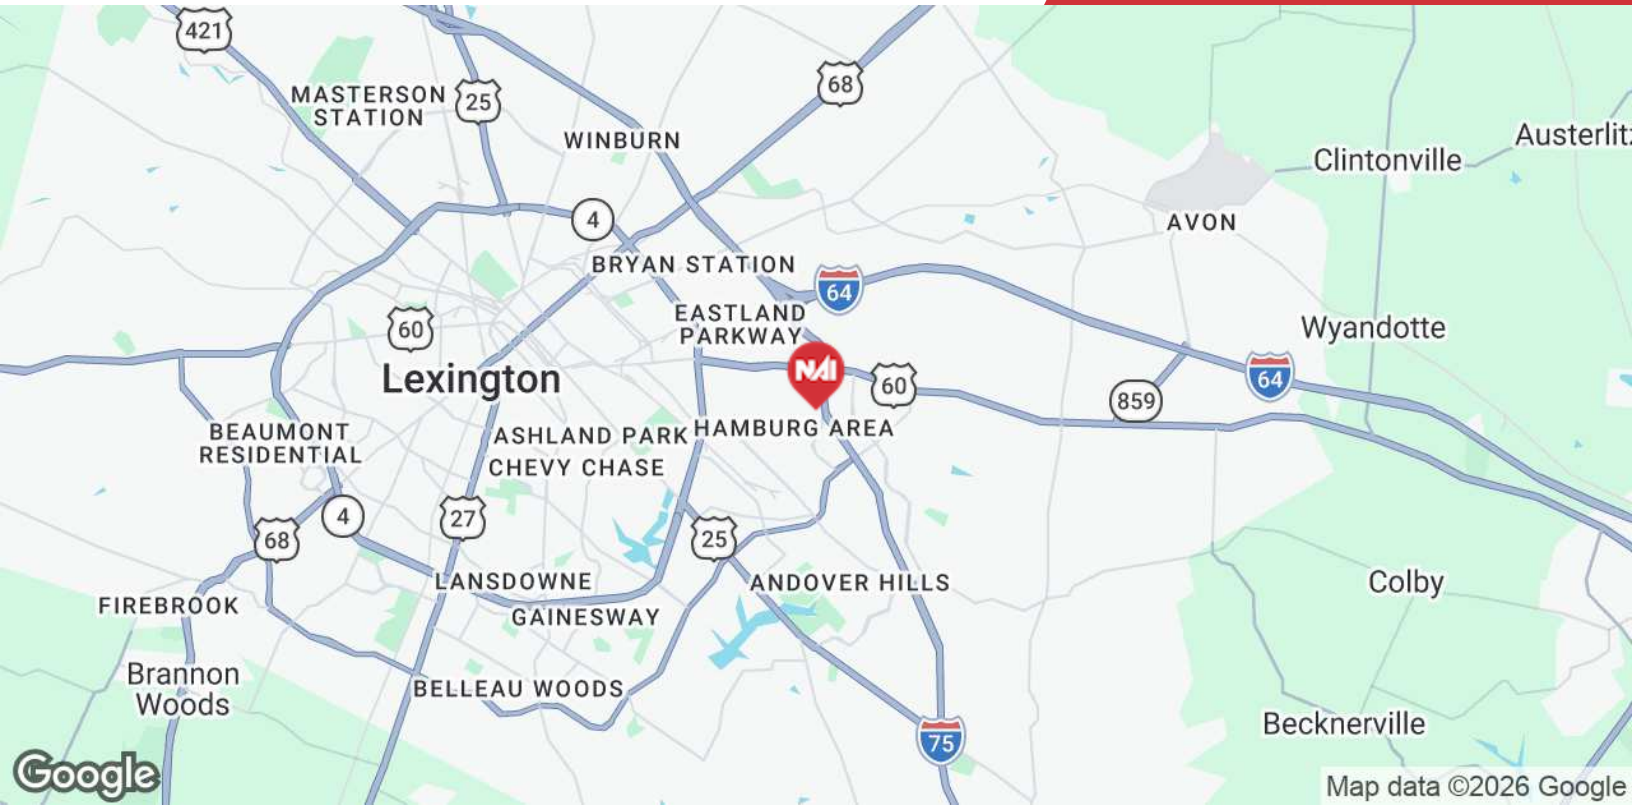 421
MASTERSON
STATION
25
68
WINBURN
Clintonville
Austerlitz
4
AVON
BRYAN STATION
64
EASTLAND
PARKWAY
60
Wyandotte
Lexington
NAI
60
64
859
BEAUMONT
RESIDENTIAL
ASHLAND PARK
HAMBURG AREA
CHEVY CHASE
4
27
68
25
LANSDOWNE
ANDOVER HILLS
Colby
FIREBROOK
GAINESWAY
Brannon
Woods
BELLEAU WOODS
Becknerville
75
Google
Map data ©2026 Google